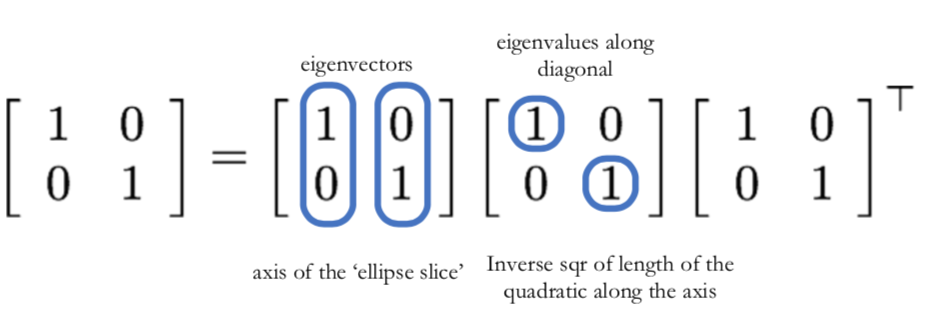 eigenvectors
eigenvalues along
diagonal
[ 1 0
0 1 ] = [ 1 0
0 1 ] [ 1 0
0 1 ] [ 1 0
0 1 ]⊤
axis of the ‘ellipse slice’
Inverse sqr of length of the
quadratic along the axis